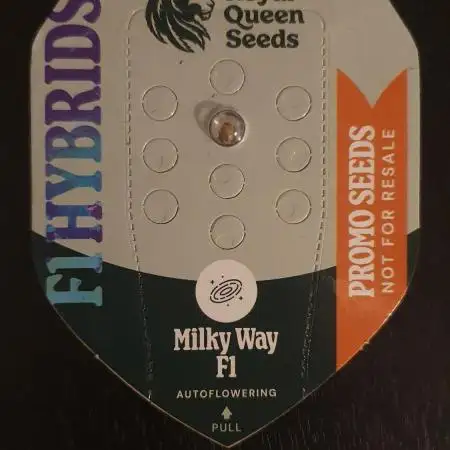 Queen
Seeds
F1 HYBRIDS
PROMO SEEDS
NOT FOR RESALE
Milky Way
F1
AUTOFLOWERING
PULL